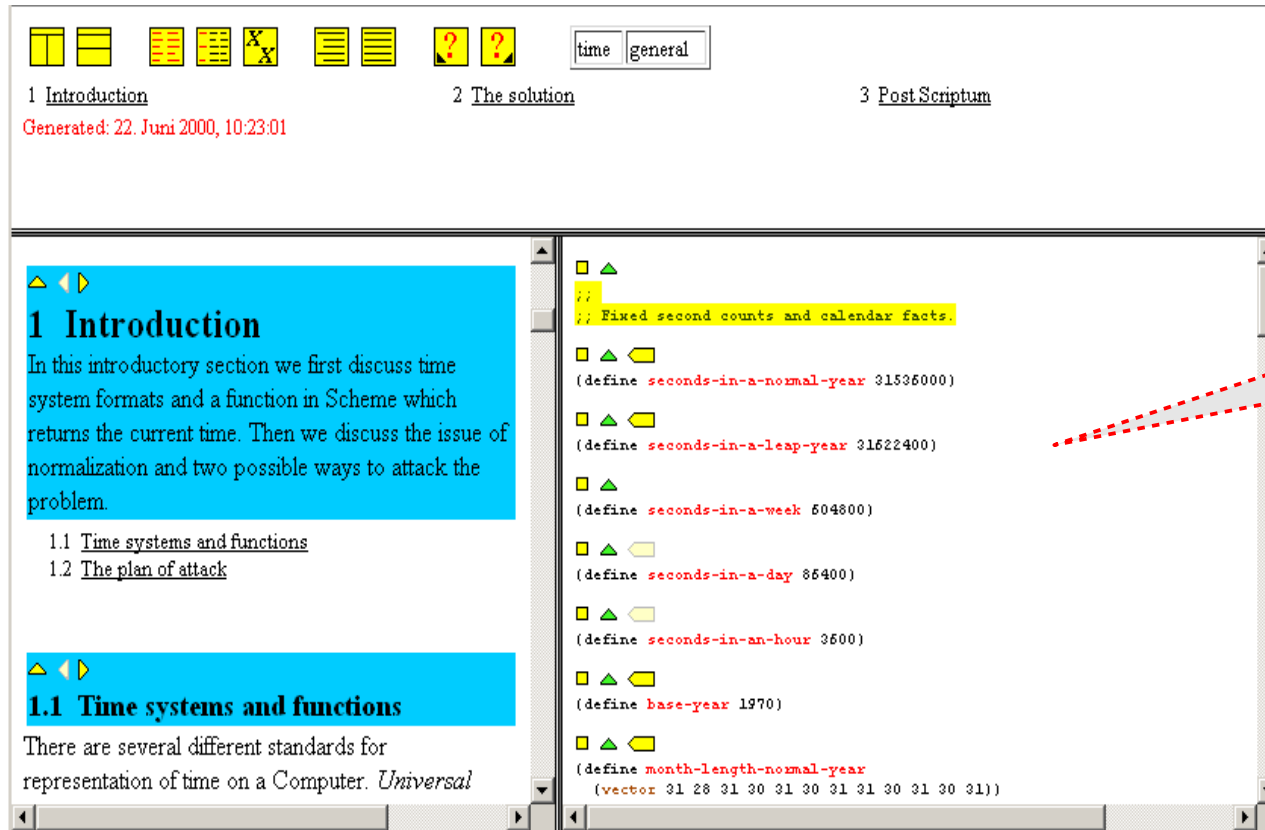 X X ? ? time general
1 Introduction 2 The solution 3 Post Scriptum
Generated: 22. Juni 2000, 10:23:01
1 Introduction
In this introductory section we first discuss time
system formats and a function in Scheme which
returns the current time. Then we discuss the issue of
normalization and two possible ways to attack the
problem.
1.1 Time systems and functions
1.2 The plan of attack
1.1 Time systems and functions
There are several different standards for
representation of time on a Computer. Universal
;;
;; Fixed second counts and calendar facts.
(define seconds-in-a-normal-year 31536000)
(define seconds-in-a-leap-year 31622400)
(define seconds-in-a-week 604800)
(define seconds-in-a-day 86400)
(define seconds-in-an-hour 3600)
(define base-year 1970)
(define month-length-normal-year
(vector 31 28 31 30 31 30 31 31 30 31 30 31))